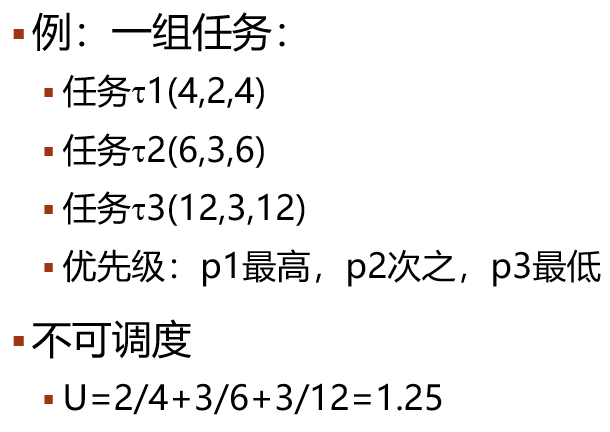 ▪例：一组任务：
▪任务τ1(4,2,4)
▪任务τ2(6,3,6)
▪任务τ3(12,3,12)
▪优先级：p1最高，p2次之，p3最低
▪不可调度
▪U=2/4+3/6+3/12=1.25